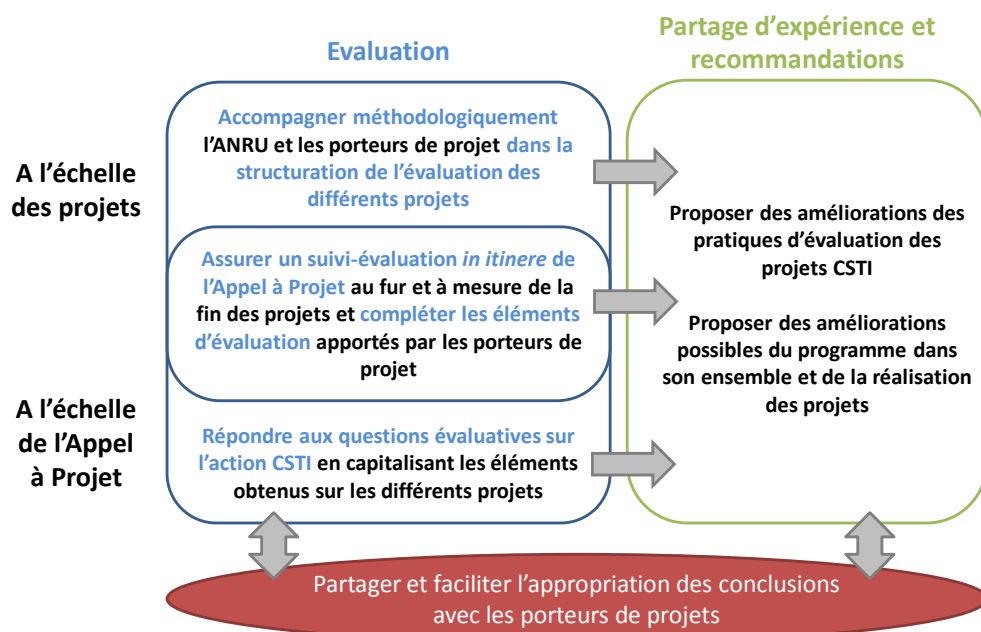 Evaluation
Partage d’expérience et
recommandations
A l’échelle
des projets
Accompagner méthodologiquement
l’ANRU et les porteurs de projet dans la
structuration de l’évaluation des
différents projets
Assurer un suivi-évaluation in itinere de
l’Appel à Projet au fur et à mesure de la
fin des projets et compléter les éléments
d’évaluation apportés par les porteurs de
projet
A l’échelle
de l’Appel
à Projet
Répondre aux questions évaluatives sur
l’action CSTI en capitalisant les éléments
obtenus sur les différents projets
Proposer des améliorations des
pratiques d’évaluation des
projets CSTI
Proposer des améliorations
possibles du programme dans
son ensemble et de la réalisation
des projets
Partager et faciliter l’appropriation des conclusions
avec les porteurs de projets